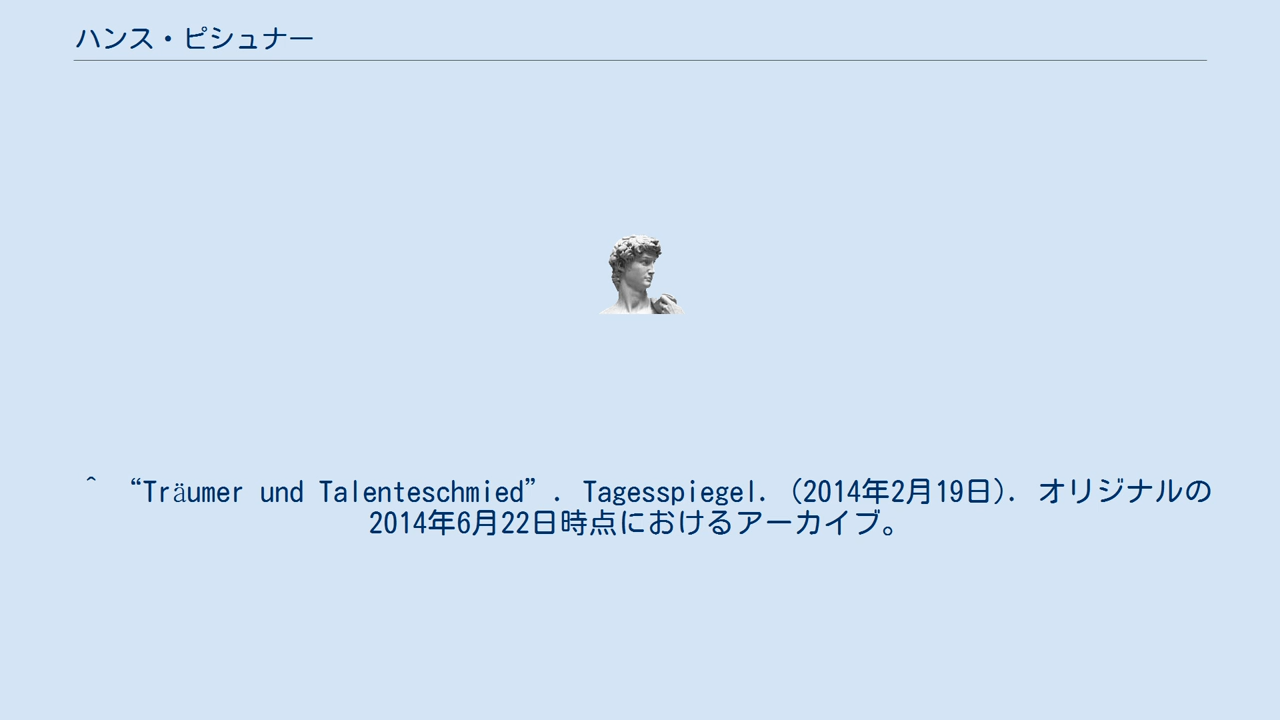 ハンス・ピシュナー
^ “Träumer und Talenteschmied”. Tagesspiegel. (2014年2月19日). オリジナルの
2014年6月22日時点におけるアーカイブ。